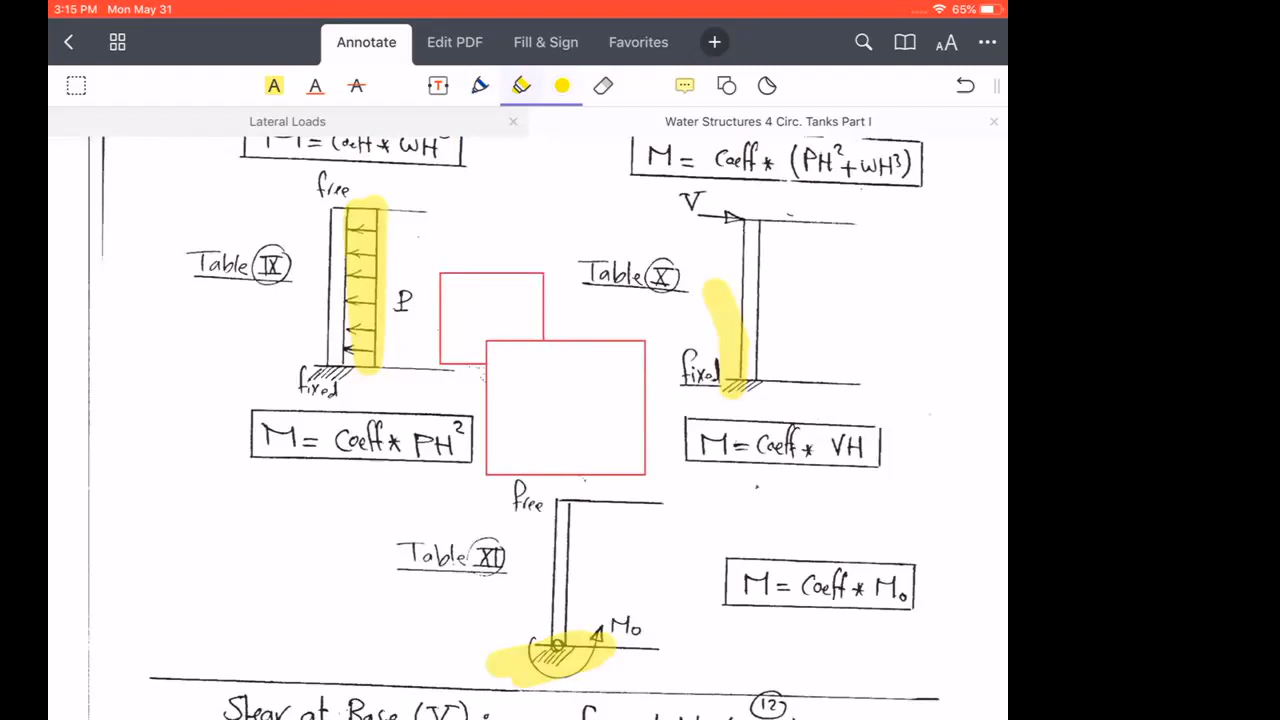 3:15 PM Mon May 31
65%
Annotate
Edit PDF
Fill & Sign
Favorites
Lateral Loads
Water Structures 4 Circ. Tanks Part I
M = Coeff * WH
M = Coeff * (PH² + WH³)
free
V
Table IX
P
Table X
fixed
fixed
M = Coeff * PH²
M = Coeff * VH
free
Table XI
M = Coeff * M₀
M₀
12
Shear at Base (V) :